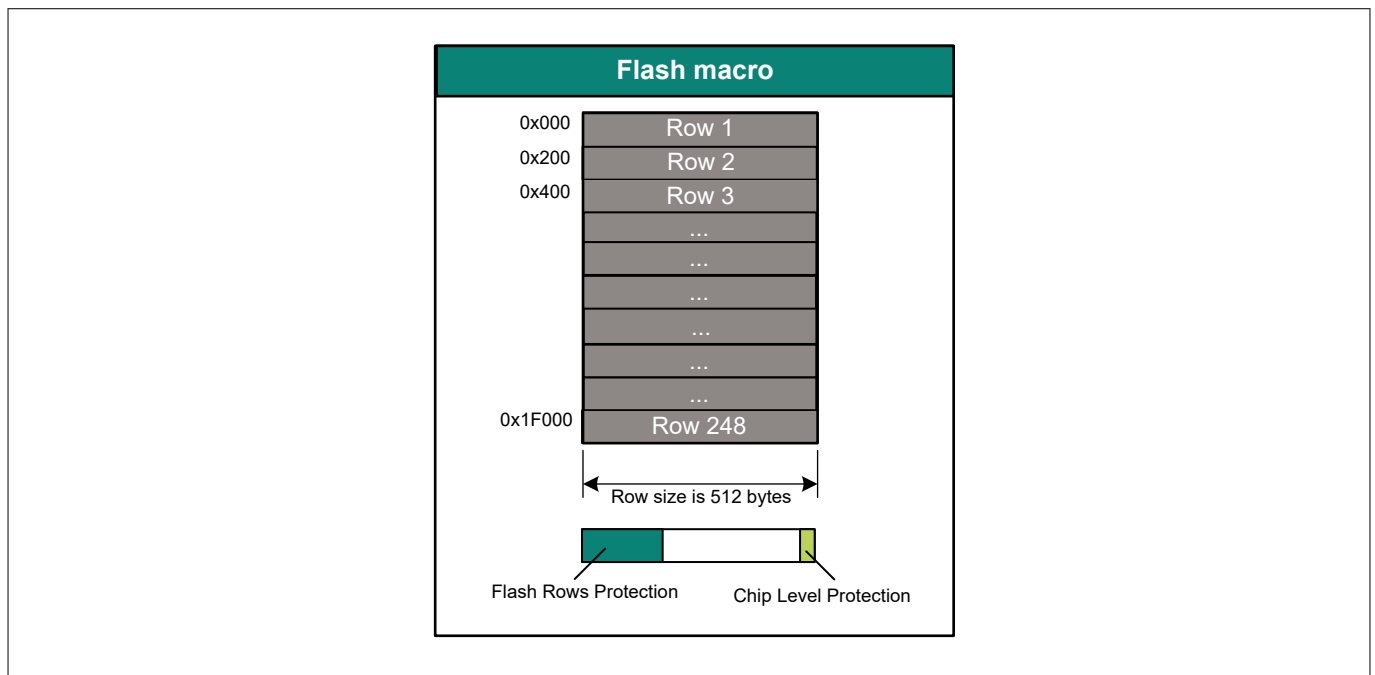 Flash macro
0x000
Row 1
0x200
Row 2
0x400
Row 3
...
...
...
...
...
...
0x1F000
Row 248
Row size is 512 bytes
Flash Rows Protection
Chip Level Protection